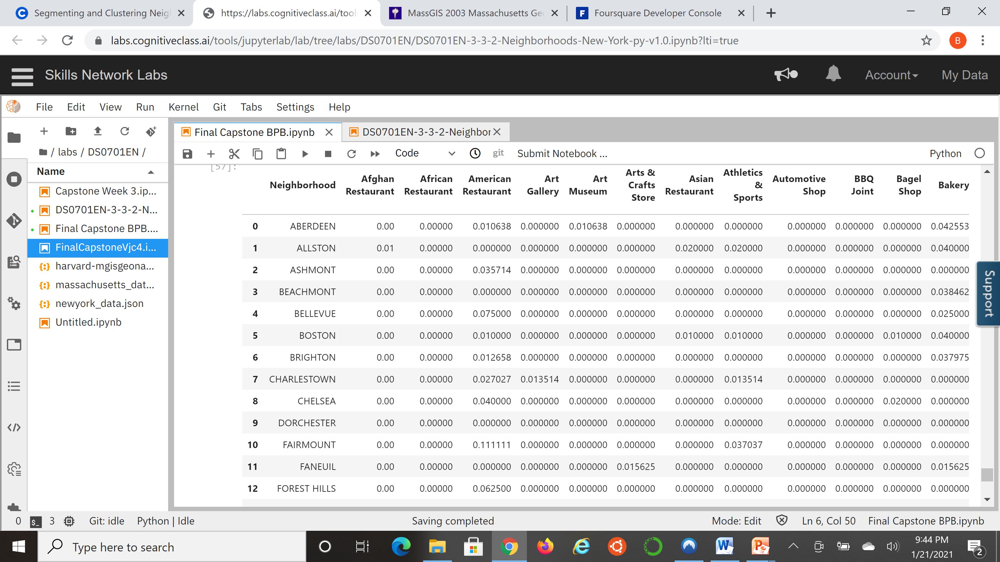 Segmenting and Clustering Neig
https://labs.cognitiveclass.ai/tool
MassGIS 2003 Massachusetts Geo
Foursquare Developer Console
labs.cognitiveclass.ai/tools/jupyterlab/lab/tree/labs/DS0701EN/DS0701EN-3-3-2-Neighborhoods-New-York-py-v1.0.ipynb?lti=true
B
Skills Network Labs
Account
My Data
File Edit View Run Kernel Git Tabs Settings Help
/ labs / DS0701EN /
Name
Capstone Week 3.ip...
DS0701EN-3-3-2-N...
Final Capstone BPB....
FinalCapstoneVjc4.i...
harvard-mgisgeona...
massachusetts_dat...
newyork_data.json
Untitled.ipynb
Final Capstone BPB.ipynb
DS0701EN-3-3-2-Neighbor
Code
git
Submit Notebook ...
Python
[57]:
Neighborhood Afghan Restaurant African Restaurant American Restaurant Art Gallery Art Museum Arts & Crafts Store Asian Restaurant Athletics & Sports Automotive Shop BBQ Joint Bagel Shop Bakery
0 ABERDEEN 0.00 0.00000 0.010638 0.000000 0.010638 0.000000 0.000000 0.000000 0.000000 0.000000 0.000000 0.042553
1 ALLSTON 0.01 0.00000 0.000000 0.000000 0.000000 0.000000 0.020000 0.020000 0.000000 0.000000 0.000000 0.040000
2 ASHMONT 0.00 0.00000 0.035714 0.000000 0.000000 0.000000 0.000000 0.000000 0.000000 0.000000 0.000000 0.000000
3 BEACHMONT 0.00 0.00000 0.000000 0.000000 0.000000 0.000000 0.000000 0.000000 0.000000 0.000000 0.000000 0.038462
4 BELLEVUE 0.00 0.00000 0.075000 0.000000 0.000000 0.000000 0.000000 0.000000 0.000000 0.000000 0.000000 0.025000
5 BOSTON 0.00 0.00000 0.010000 0.000000 0.000000 0.000000 0.010000 0.010000 0.000000 0.000000 0.010000 0.040000
6 BRIGHTON 0.00 0.00000 0.012658 0.000000 0.000000 0.000000 0.000000 0.000000 0.000000 0.000000 0.000000 0.037975
7 CHARLESTOWN 0.00 0.00000 0.027027 0.013514 0.000000 0.000000 0.000000 0.013514 0.000000 0.000000 0.000000 0.000000
8 CHELSEA 0.00 0.00000 0.040000 0.000000 0.000000 0.000000 0.000000 0.000000 0.000000 0.000000 0.020000 0.000000
9 DORCHESTER 0.00 0.00000 0.000000 0.000000 0.000000 0.000000 0.000000 0.000000 0.000000 0.000000 0.000000 0.000000
10 FAIRMOUNT 0.00 0.00000 0.111111 0.000000 0.000000 0.000000 0.000000 0.037037 0.000000 0.000000 0.000000 0.000000
11 FANEUIL 0.00 0.00000 0.000000 0.000000 0.000000 0.015625 0.000000 0.000000 0.000000 0.000000 0.000000 0.015625
12 FOREST HILLS 0.00 0.00000 0.062500 0.000000 0.000000 0.000000 0.000000 0.000000 0.000000 0.000000 0.000000 0.000000
Support
0 $_ 3 Git: idle Python | Idle Saving completed Mode: Edit Ln 6, Col 50 Final Capstone BPB.ipynb
Type here to search
9:44 PM
1/21/2021
2